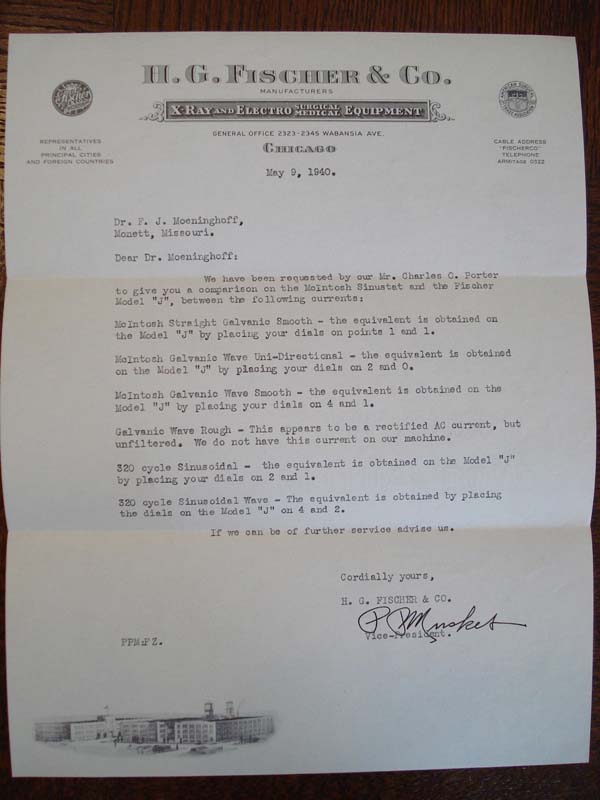 H. G. FISCHER & CO.
MANUFACTURERS
X-RAY AND ELECTRO SURGICAL MEDICAL EQUIPMENT
GENERAL OFFICE 2323-2345 WABANSIA AVE.
CHICAGO
REPRESENTATIVES
IN ALL
PRINCIPAL CITIES
AND FOREIGN COUNTRIES
CABLE ADDRESS
"FISCHERCO"
TELEPHONE
ARMITAGE 0322
May 9, 1940.
Dr. F. J. Moeninghoff,
Monett, Missouri.
Dear Dr. Moeninghoff:
We have been requested by our Mr. Charles C. Porter
to give you a comparison on the McIntosh Sinustat and the Fischer
Model "J", between the following currents:
McIntosh Straight Galvanic Smooth - the equivalent is obtained on
the Model "J" by placing your dials on points 1 and 1.
McIntosh Galvanic Wave Uni-Directional - the equivalent is obtained
on the Model "J" by placing your dials on 2 and 0.
McIntosh Galvanic Wave Smooth - the equivalent is obtained on the
Model "J" by placing your dials on 4 and 1.
Galvanic Wave Rough - This appears to be a rectified AC current, but
unfiltered. We do not have this current on our machine.
320 cycle Sinusoidal - the equivalent is obtained on the Model "J"
by placing your dials on 2 and 1.
320 cycle Sinusoidal Wave - The equivalent is obtained by placing
the dials on the Model "J" on 4 and 2.
If we can be of further service advise us.
Cordially yours,
H. G. FISCHER & CO.
P P Musket
Vice-President.
PPM:FZ.